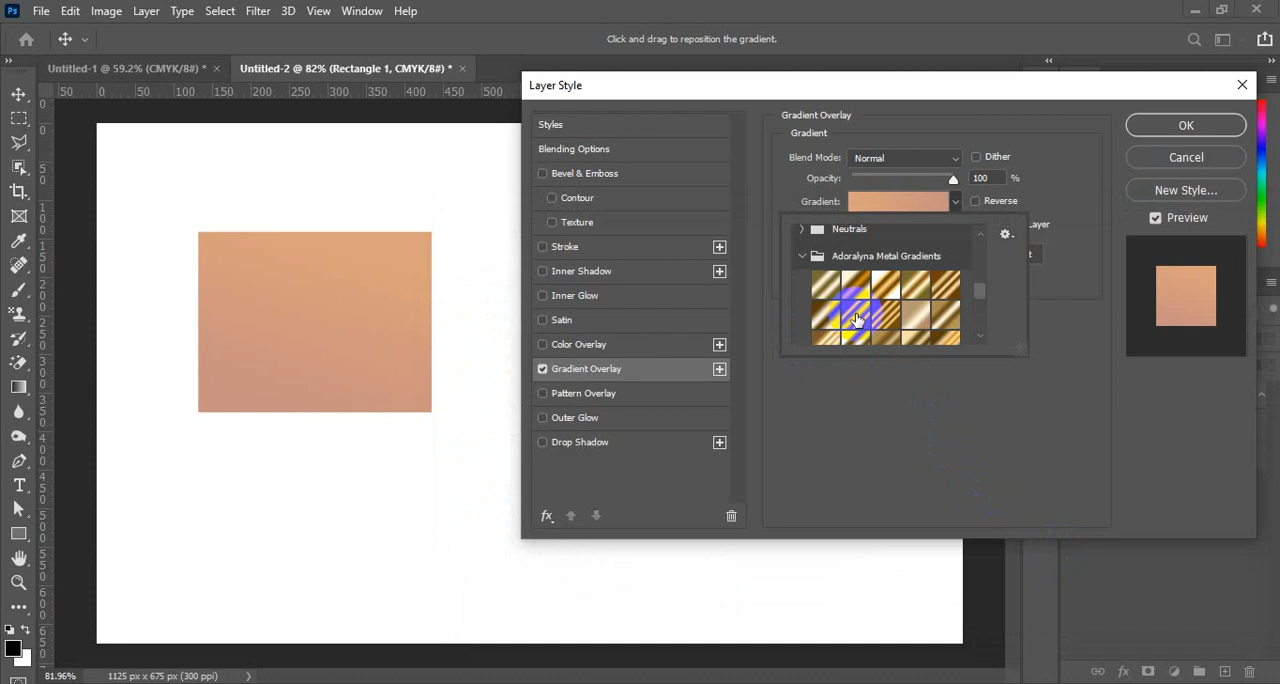 Ps File Edit Image Layer Type Select Filter 3D View Window Help
Click and drag to reposition the gradient.
Untitled-1 @ 59.2% (CMYK/8#) * × Untitled-2 @ 82% (Rectangle 1, CMYK/8#) * ×
50 0 50 100 150 200 250 300 350 400 450 500
Layer Style
Styles
Blending Options
Bevel & Emboss
Contour
Texture
Stroke
Inner Shadow
Inner Glow
Satin
Color Overlay
Gradient Overlay
Pattern Overlay
Outer Glow
Drop Shadow
fx
Gradient Overlay
Gradient
Blend Mode: Normal Dither
Opacity: 100 %
Gradient: Reverse
Layer
Neutrals
Adoralyna Metal Gradients
OK
Cancel
New Style...
Preview
81.96% 1125 px x 675 px (300 ppi)
fx